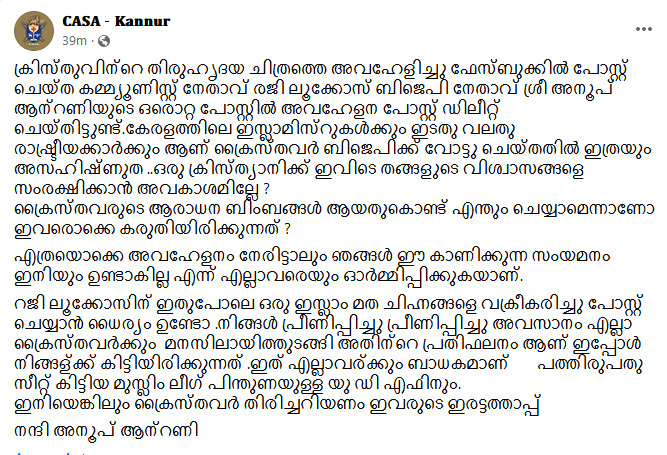 CASA - Kannur
39m ·
ക്രിസ്തുവിന്റെ തിരുഹൃദയ ചിത്രത്തെ അവഹേളിച്ചു ഫേസ്ബുക്കിൽ പോസ്റ്റ്
ചെയ്ത കമ്മ്യൂണിസ്റ്റ് നേതാവ് രജി ലൂക്കോസ് ബിജെപി നേതാവ് ശ്രീ അനൂപ്
ആന്റണിയുടെ ഒരൊറ്റ പോസ്റ്റിൽ അവഹേളന പോസ്റ്റ് ഡിലീറ്റ്
ചെയ്തിട്ടുണ്ട്.കേരളത്തിലെ ഇസ്ലാമിസ്റുകൾക്കും ഇടതു വലതു
രാഷ്ട്രീയക്കാർക്കും ആണ് ക്രൈസ്തവർ ബിജെപിക്ക് വോട്ടു ചെയ്തതിൽ ഇത്രയും
അസഹിഷ്ണുത ..ഒരു ക്രിസ്ത്യാനിക്ക് ഇവിടെ തങ്ങളുടെ വിശ്വാസങ്ങളെ
സംരക്ഷിക്കാൻ അവകാശമില്ലേ ?
ക്രൈസ്തവരുടെ ആരാധന ബിംബങ്ങൾ ആയതുകൊണ്ട് എന്തും ചെയ്യാമെന്നാണോ
ഇവരൊക്കെ കരുതിയിരിക്കുന്നത് ?
എത്രയൊക്കെ അവഹേളനം നേരിട്ടാലും ഞങ്ങൾ ഈ കാണിക്കുന്ന സംയമനം
ഇനിയും ഉണ്ടാകില്ല എന്ന് എല്ലാവരെയും ഓർമ്മിപ്പിക്കുകയാണ്.
റജി ലൂക്കോസിന് ഇതുപോലെ ഒരു ഇസ്ലാം മത ചിഹ്നങ്ങളെ വക്രീകരിച്ചു പോസ്റ്റ്
ചെയ്യാൻ ധൈര്യം ഉണ്ടോ .നിങ്ങൾ പ്രീണിപ്പിച്ചു പ്രീണിപ്പിച്ചു അവസാനം എല്ലാ
ക്രൈസ്തവർക്കും മനസിലായിത്തുടങ്ങി അതിന്റെ പ്രതിഫലനം ആണ് ഇപ്പോൾ
നിങ്ങള്ക്ക് കിട്ടിയിരിക്കുന്നത് .ഇത് എല്ലാവര്ക്കും ബാധകമാണ് പത്തിരുപതു
സീറ്റ് കിട്ടിയ മുസ്ലിം ലീഗ് പിന്തുണയുള്ള യു ഡി എഫിനും.
ഇനിയെങ്കിലും ക്രൈസ്തവർ തിരിച്ചറിയണം ഇവരുടെ ഇരട്ടത്താപ്പ്
നന്ദി അനൂപ് ആന്റണി